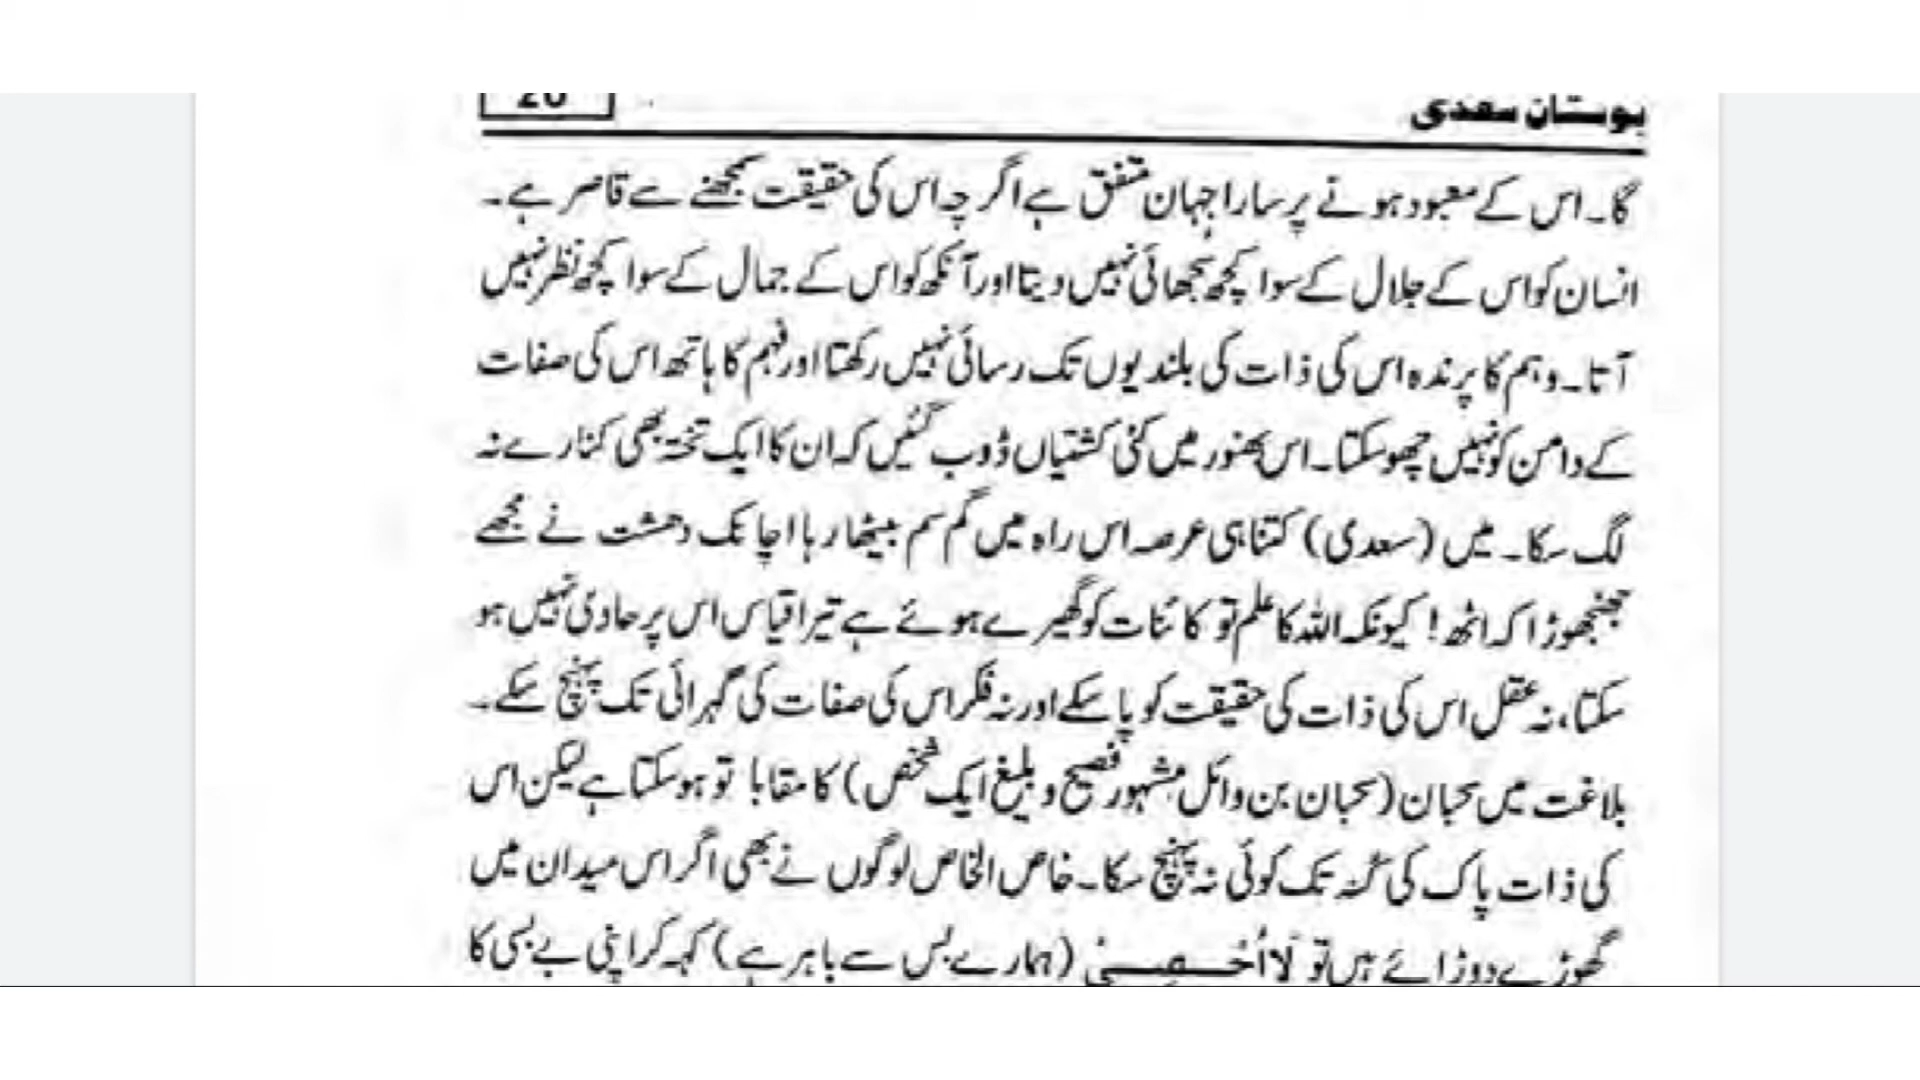 بوستان سعدی
گا۔ اس کے معبود ہونے پر سارا جہان متفق ہے اگر چہ اس کی حقیقت سمجھنے سے قاصر ہے۔
انسان کو اس کے جلال کے سوا کچھ سجھائی نہیں دیتا اور آنکھ کو اس کے جمال کے سوا کچھ نظر نہیں
آتا۔ وہم کا پرندہ اس کی ذات کی بلندیوں تک رسائی نہیں رکھتا اور فہم کا ہاتھ اس کی صفات
کے دامن کو نہیں چھو سکتا۔ اس بھنور میں کئی کشتیاں ڈوب گئیں کہ ان کا ایک تختہ بھی کنارے نہ
لگ سکا۔ میں (سعدی) کتنا ہی عرصہ اس راہ میں گم سم بیٹھا رہا اچانک دھشت نے مجھے
جھنجھوڑا کہ اٹھ! کیونکہ اللہ کا علم تو کائنات کو گھیرے ہوئے ہے تیرا قیاس اس پر حاوی نہیں ہو
سکتا، نہ عقل اس کی ذات کی حقیقت کو پا سکے اور نہ فکر اس کی صفات کی گہرائی تک پہنچ سکے۔
بلاغت میں سحبان (سحبان بن وائل مشہور فصیح و بلیغ ایک شخص) کا مقابا تو ہو سکتا ہے لیکن اس
کی ذات پاک کی کنہ تک کوئی نہ پہنچ سکا۔ خاص الخاص لوگوں نے بھی اگر اس میدان میں
گھوڑے دوڑائے ہیں تو لَا اُحْصِیْ (ہمارے بس سے باہر ہے) کہہ کر اپنی بے بسی کا